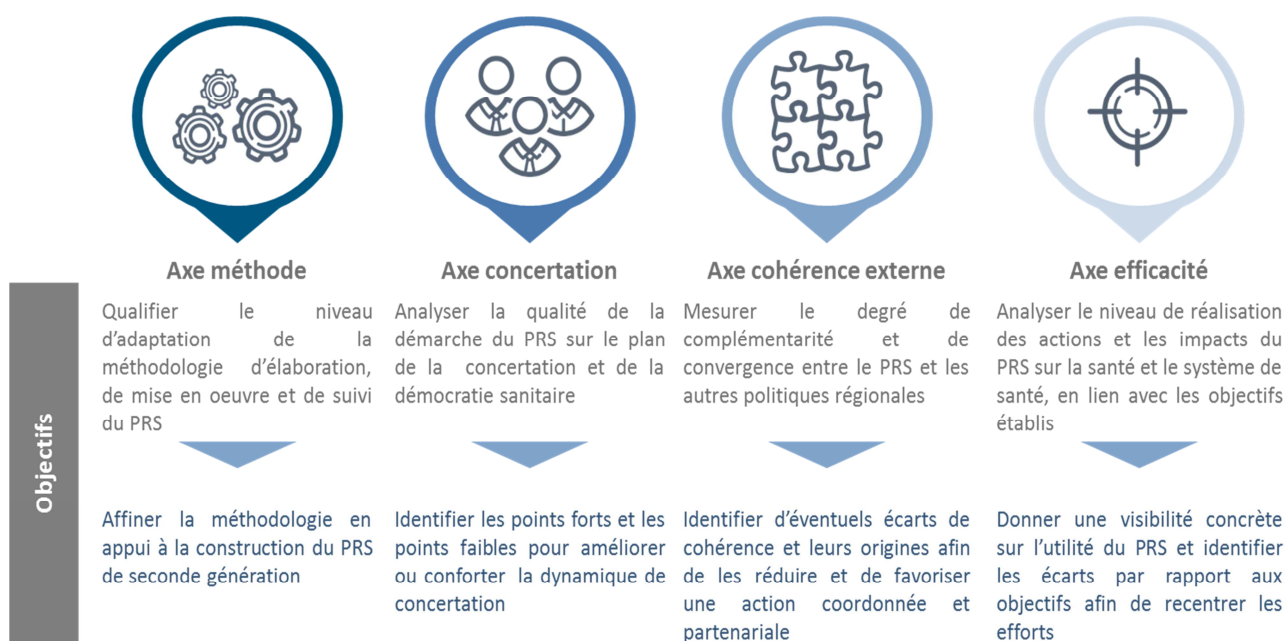 Axe méthode
Qualifier le niveau
d'adaptation de la
méthodologie d'élaboration,
de mise en oeuvre et de suivi
du PRS
Affiner la méthodologie en
appui à la construction du PRS
de seconde génération
Axe concertation
Analyser la qualité de la
démarche du PRS sur le plan
de la concertation et de la
démocratie sanitaire
Identifier les points forts et les
points faibles pour améliorer
ou conforter la dynamique de
concertation
Axe cohérence externe
Mesurer le degré de
complémentarité et de
convergence entre le PRS et les
autres politiques régionales
Identifier d'éventuels écarts de
cohérence et leurs origines afin
de les réduire et de favoriser
une action coordonnée et
partenariale
Axe efficacité
Analyser le niveau de réalisation
des actions et les impacts du
PRS sur la santé et le système de
santé, en lien avec les objectifs
établis
Donner une visibilité concrète
sur l'utilité du PRS et identifier
les écarts par rapport aux
objectifs afin de recentrer les
efforts
Objectifs